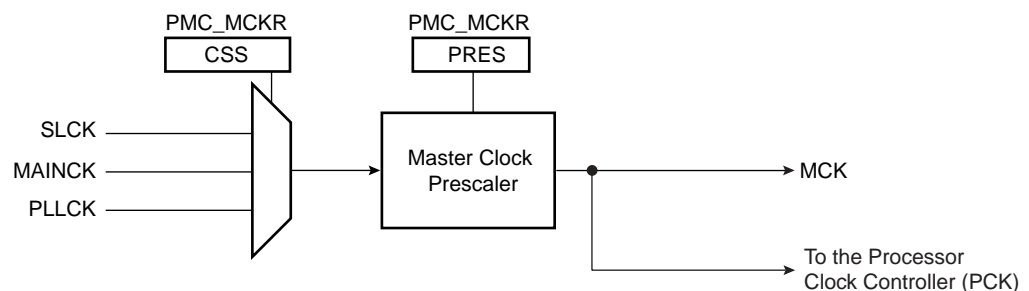 PMC_MCKR
PMC_MCKR
CSS
PRES
SLCK
MAINCK
PLLCK
Master Clock
Prescaler
MCK
To the Processor
Clock Controller (PCK)